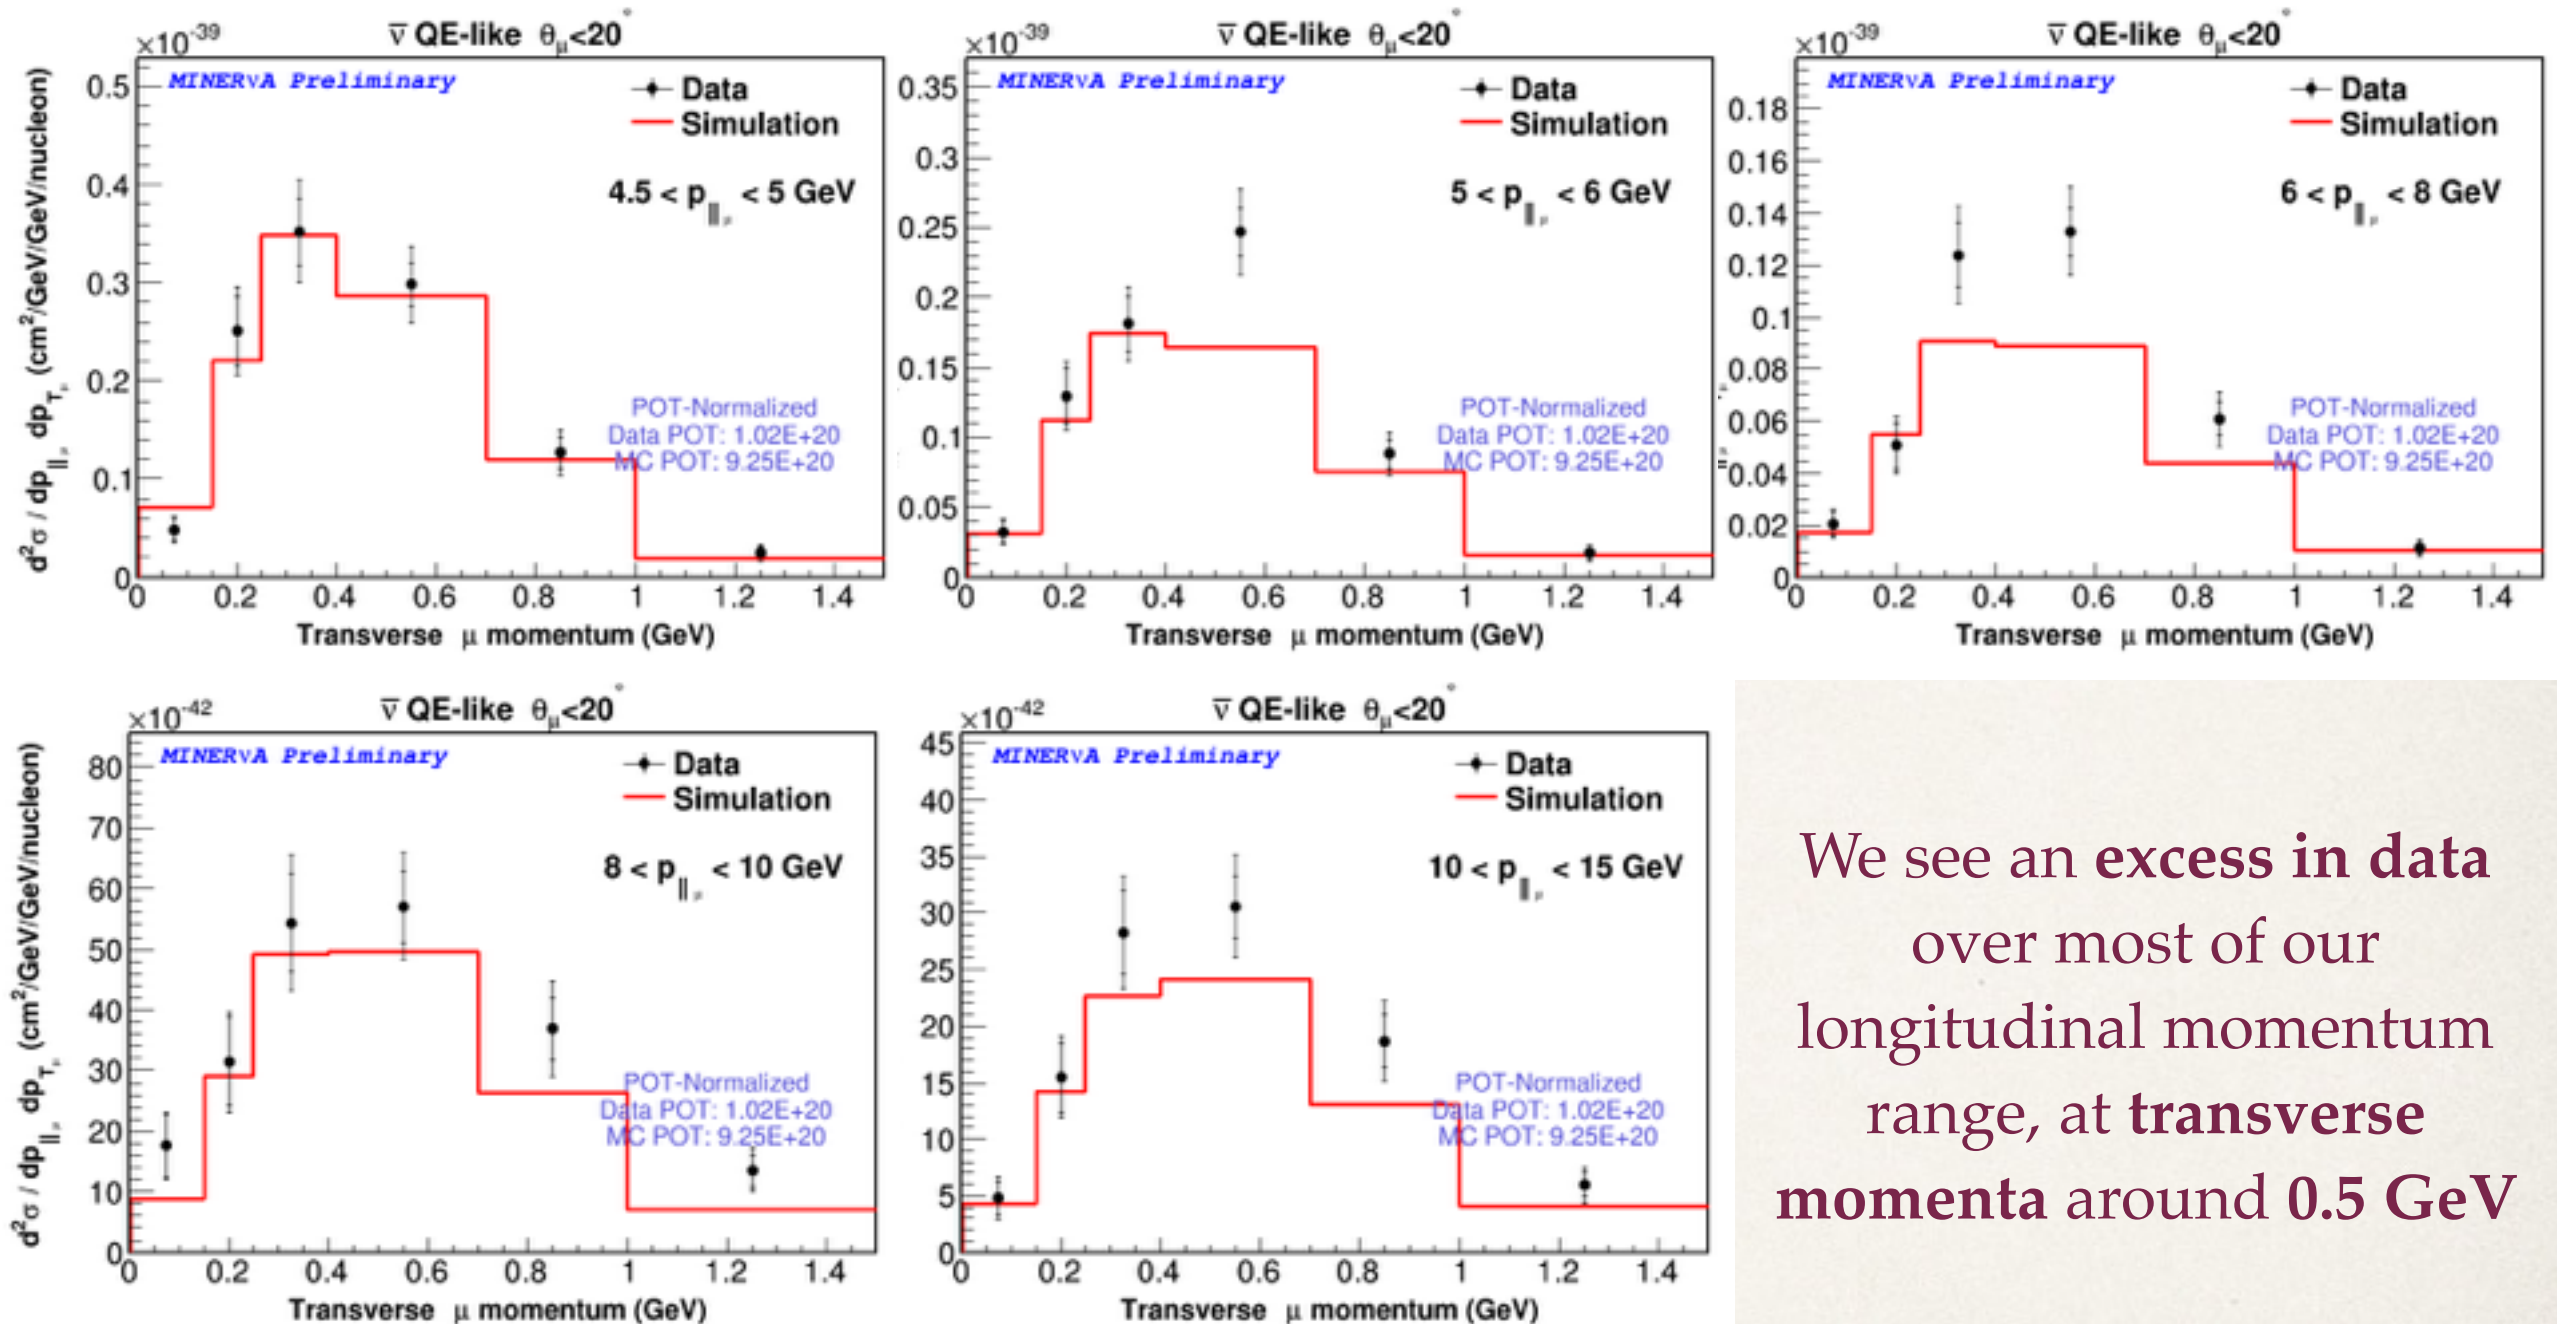 ν̅ QE-like θμ<20°
×10⁻³⁹
MINERνA Preliminary
Data
Simulation
4.5 < p∥μ < 5 GeV
POT-Normalized
Data POT: 1.02E+20
MC POT: 9.25E+20
d²σ / dp∥μ dpTμ (cm²/GeV/GeV/nucleon)
0.5
0.4
0.3
0.2
0.1
0
0 0.2 0.4 0.6 0.8 1 1.2 1.4
Transverse μ momentum (GeV)
ν̅ QE-like θμ<20°
×10⁻³⁹
MINERνA Preliminary
Data
Simulation
5 < p∥μ < 6 GeV
POT-Normalized
Data POT: 1.02E+20
MC POT: 9.25E+20
0.35
0.3
0.25
0.2
0.15
0.1
0.05
0
0 0.2 0.4 0.6 0.8 1 1.2 1.4
Transverse μ momentum (GeV)
ν̅ QE-like θμ<20°
×10⁻³⁹
MINERνA Preliminary
Data
Simulation
6 < p∥μ < 8 GeV
POT-Normalized
Data POT: 1.02E+20
MC POT: 9.25E+20
0.18
0.16
0.14
0.12
0.1
0.08
0.06
0.04
0.02
0
0 0.2 0.4 0.6 0.8 1 1.2 1.4
Transverse μ momentum (GeV)
ν̅ QE-like θμ<20°
×10⁻⁴²
MINERνA Preliminary
Data
Simulation
8 < p∥μ < 10 GeV
POT-Normalized
Data POT: 1.02E+20
MC POT: 9.25E+20
d²σ / dp∥μ dpTμ (cm²/GeV/GeV/nucleon)
80
70
60
50
40
30
20
10
0
0 0.2 0.4 0.6 0.8 1 1.2 1.4
Transverse μ momentum (GeV)
ν̅ QE-like θμ<20°
×10⁻⁴²
MINERνA Preliminary
Data
Simulation
10 < p∥μ < 15 GeV
POT-Normalized
Data POT: 1.02E+20
MC POT: 9.25E+20
45
40
35
30
25
20
15
10
5
0
0 0.2 0.4 0.6 0.8 1 1.2 1.4
Transverse μ momentum (GeV)
We see an excess in data
over most of our
longitudinal momentum
range, at transverse
momenta around 0.5 GeV